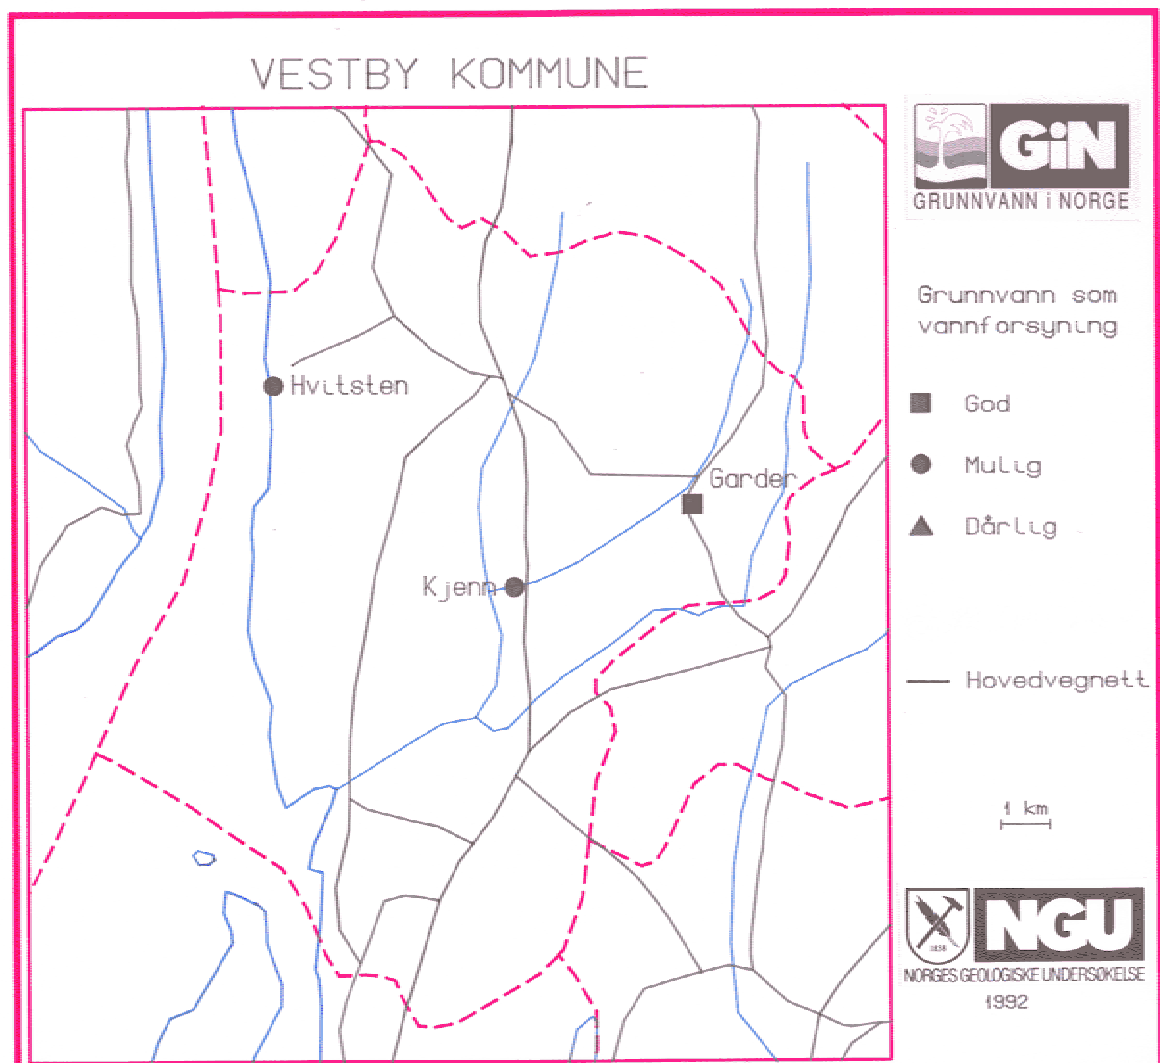 VESTBY KOMMUNE
GiN
GRUNNVANN i NORGE
Grunnvann som
vannforsyning
God
Mulig
Dårlig
Hovedvegnett
1 km
Hvitsten
Garder
Kjenn
1858
NGU
NORGES GEOLOGISKE UNDERSØKELSE
1992